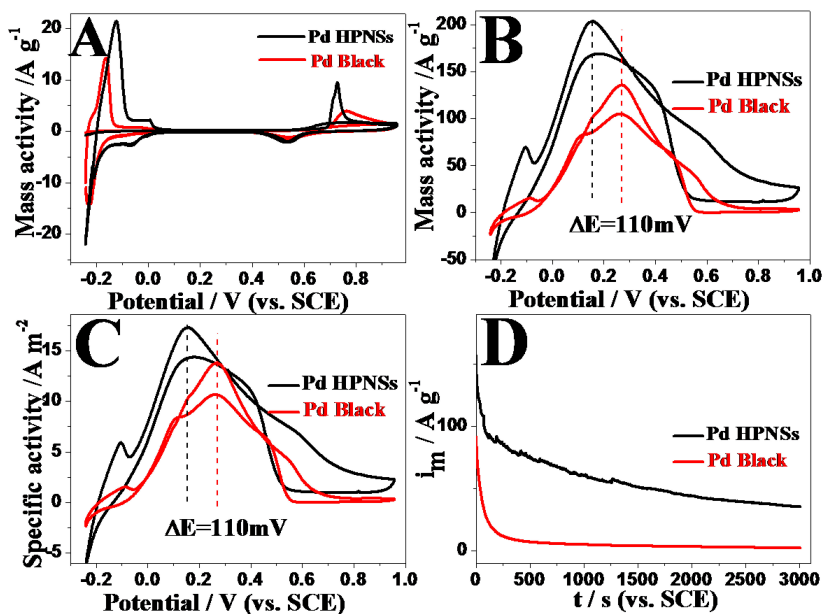 A
Pd HPNSs
Pd Black
Mass activity /A g-1
20
10
0
-10
-20
-0.2 0.0 0.2 0.4 0.6 0.8
Potential / V (vs. SCE)
B
Pd HPNSs
Pd Black
ΔE=110mV
Mass activity /A g-1
200
150
100
50
0
-50
-0.2 0.0 0.2 0.4 0.6 0.8 1.0
Potential / V (vs. SCE)
C
Pd HPNSs
Pd Black
ΔE=110mV
Specific activity /A m-2
15
10
5
0
-5
-0.2 0.0 0.2 0.4 0.6 0.8 1.0
Potential / V (vs. SCE)
D
Pd HPNSs
Pd Black
im / Ag-1
100
0
0 500 1000 1500 2000 2500 3000
t / s (vs. SCE)